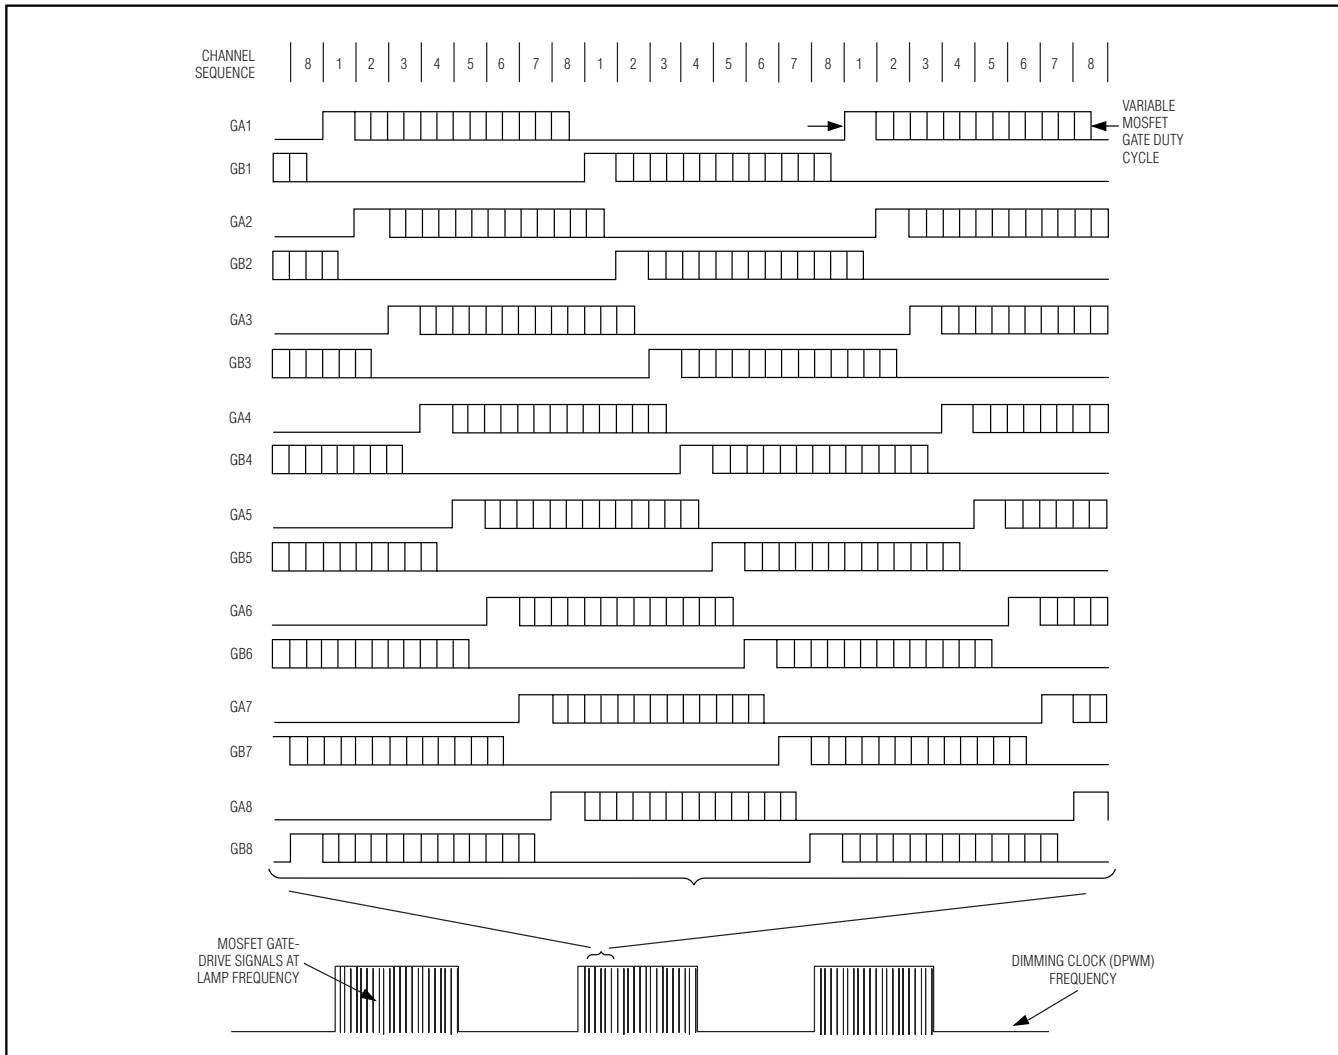 CHANNEL
SEQUENCE
8 1 2 3 4 5 6 7 8 1 2 3 4 5 6 7 8 1 2 3 4 5 6 7 8
GA1
VARIABLE
MOSFET
GATE DUTY
CYCLE
GB1
GA2
GB2
GA3
GB3
GA4
GB4
GA5
GB5
GA6
GB6
GA7
GB7
GA8
GB8
MOSFET GATE-
DRIVE SIGNALS AT
LAMP FREQUENCY
DIMMING CLOCK (DPWM)
FREQUENCY